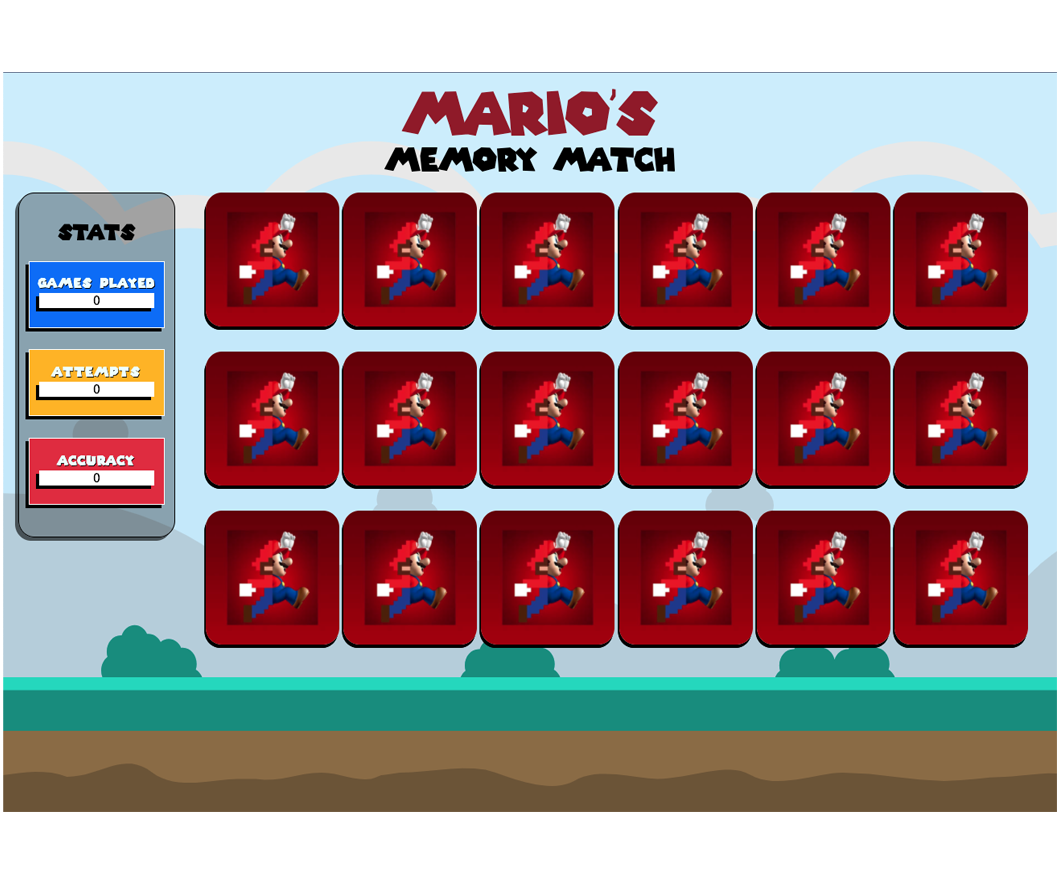 MARIO'S
MEMORY MATCH
STATS
GAMES PLAYED
0
ATTEMPTS
0
ACCURACY
0